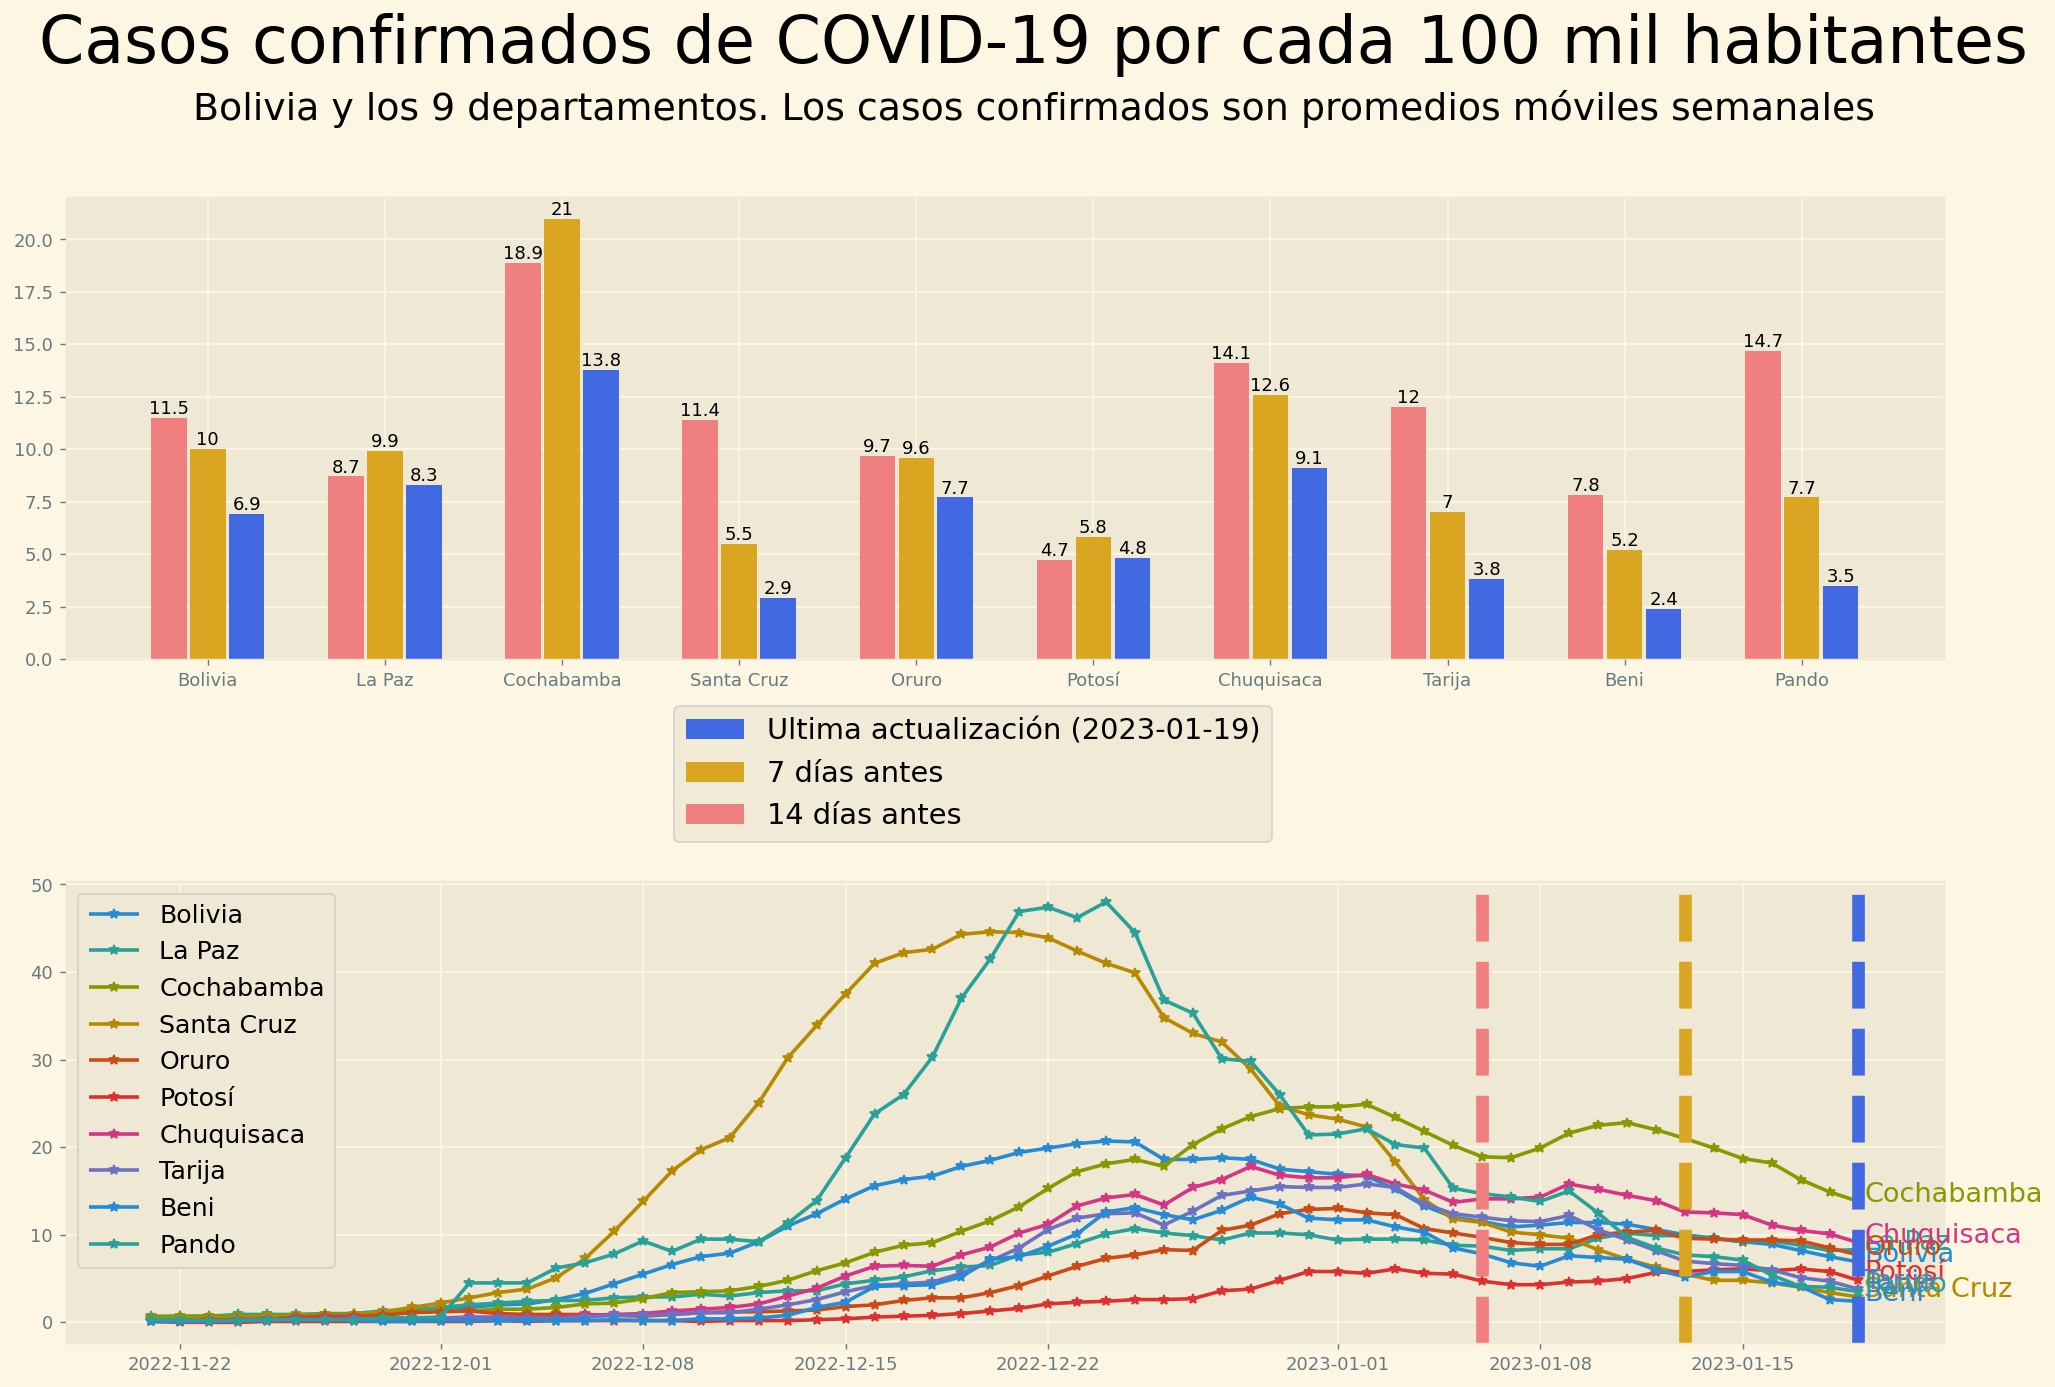 Casos confirmados de COVID-19 por cada 100 mil habitantes
Bolivia y los 9 departamentos. Los casos confirmados son promedios móviles semanales
20.0
17.5
15.0
12.5
10.0
7.5
5.0
2.5
0.0
11.5 10 6.9
8.7 9.9 8.3
18.9 21 13.8
11.4 5.5 2.9
9.7 9.6 7.7
4.7 5.8 4.8
14.1 12.6 9.1
12 7 3.8
7.8 5.2 2.4
14.7 7.7 3.5
Bolivia La Paz Cochabamba Santa Cruz Oruro Potosí Chuquisaca Tarija Beni Pando
Ultima actualización (2023-01-19)
7 días antes
14 días antes
50
40
30
20
10
0
Bolivia
La Paz
Cochabamba
Santa Cruz
Oruro
Potosí
Chuquisaca
Tarija
Beni
Pando
Cochabamba
Chuquisaca
La Paz
Oruro
Bolivia
Potosí
Tarija
Pando
Santa Cruz
Beni
2022-11-22 2022-12-01 2022-12-08 2022-12-15 2022-12-22 2023-01-01 2023-01-08 2023-01-15